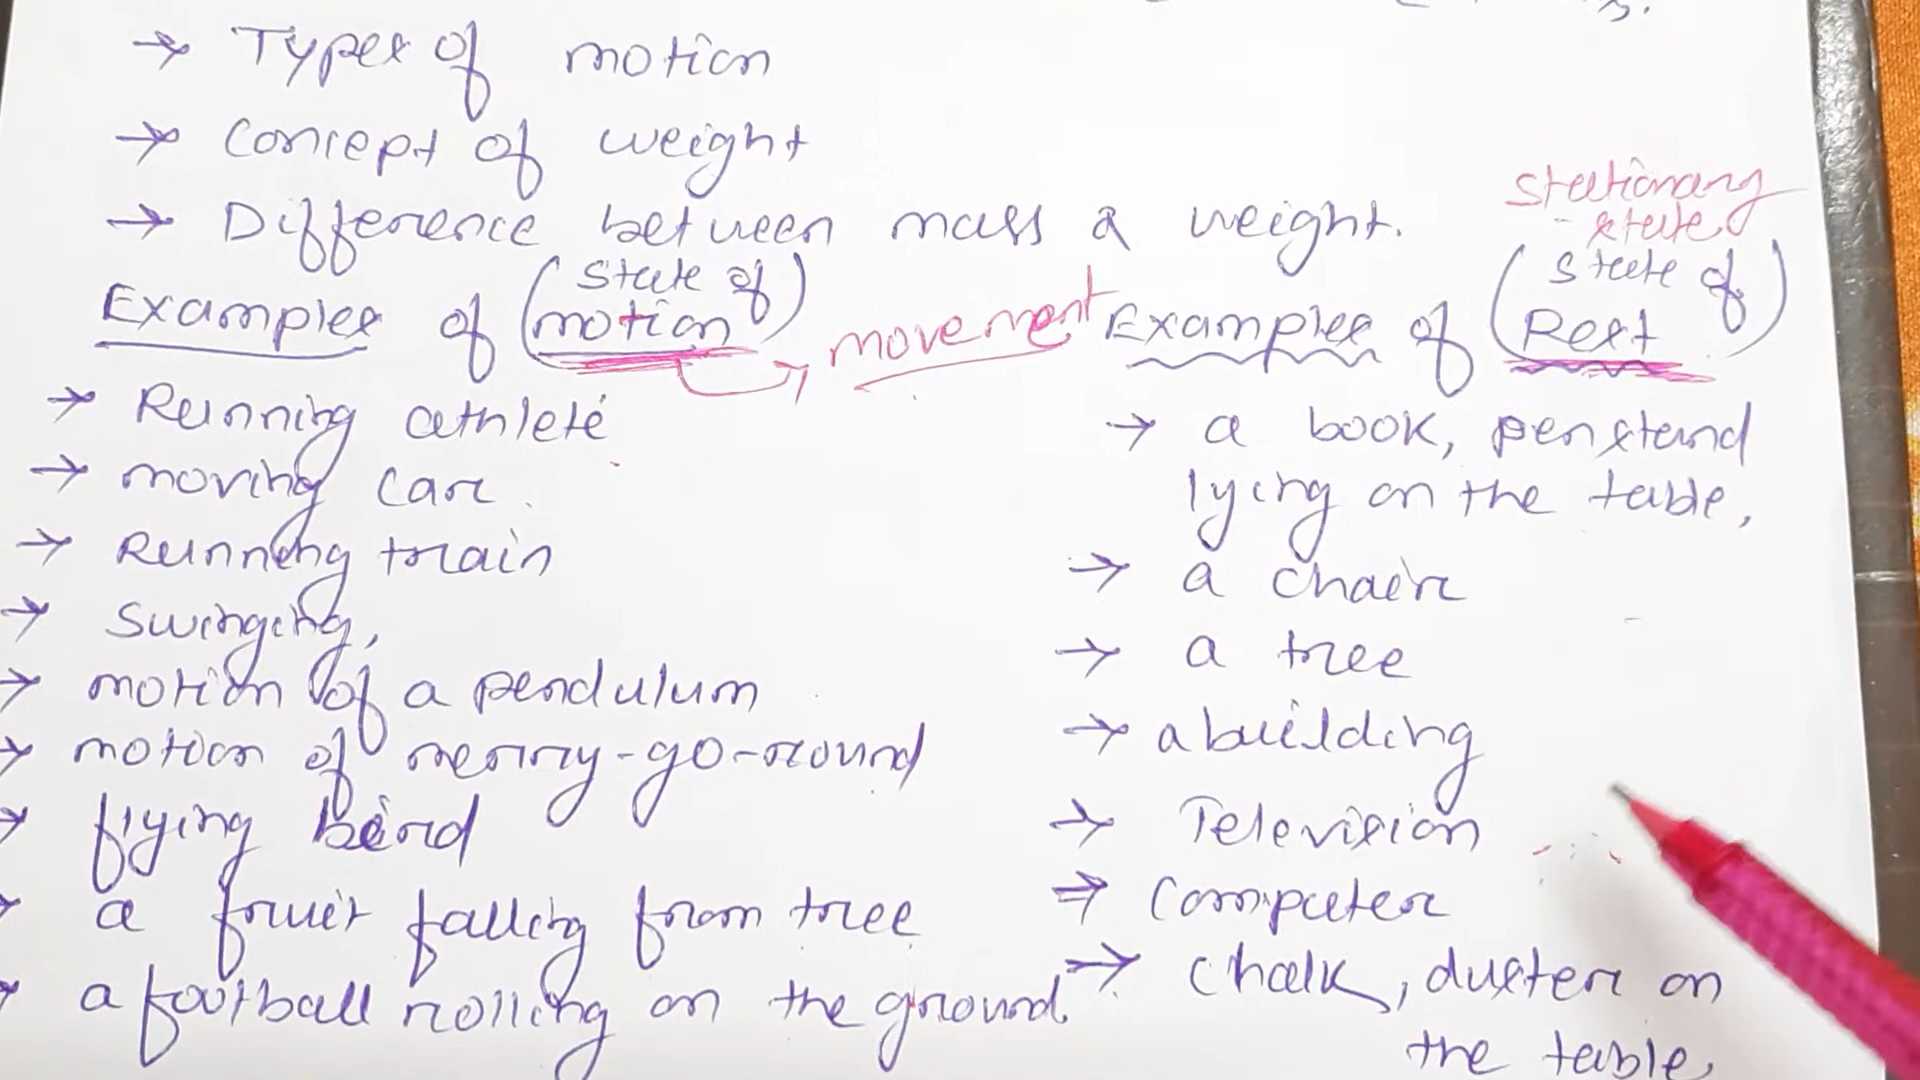 → Types of motion
→ Concept of weight
→ Difference between mass & weight.
Examples of (State of motion) → movement
→ Running athlete
→ moving car
→ Running train
→ Swinging,
→ motion of a pendulum
→ motion of merry-go-round
→ flying bird
→ a fruit falling from tree
→ a football rolling on the ground.
Stationary
state
Examples of (State of Rest)
→ a book, penstand
lying on the table,
→ a chair
→ a tree
→ a building
→ Television
→ Computer
→ Chalk, duster on
the table,